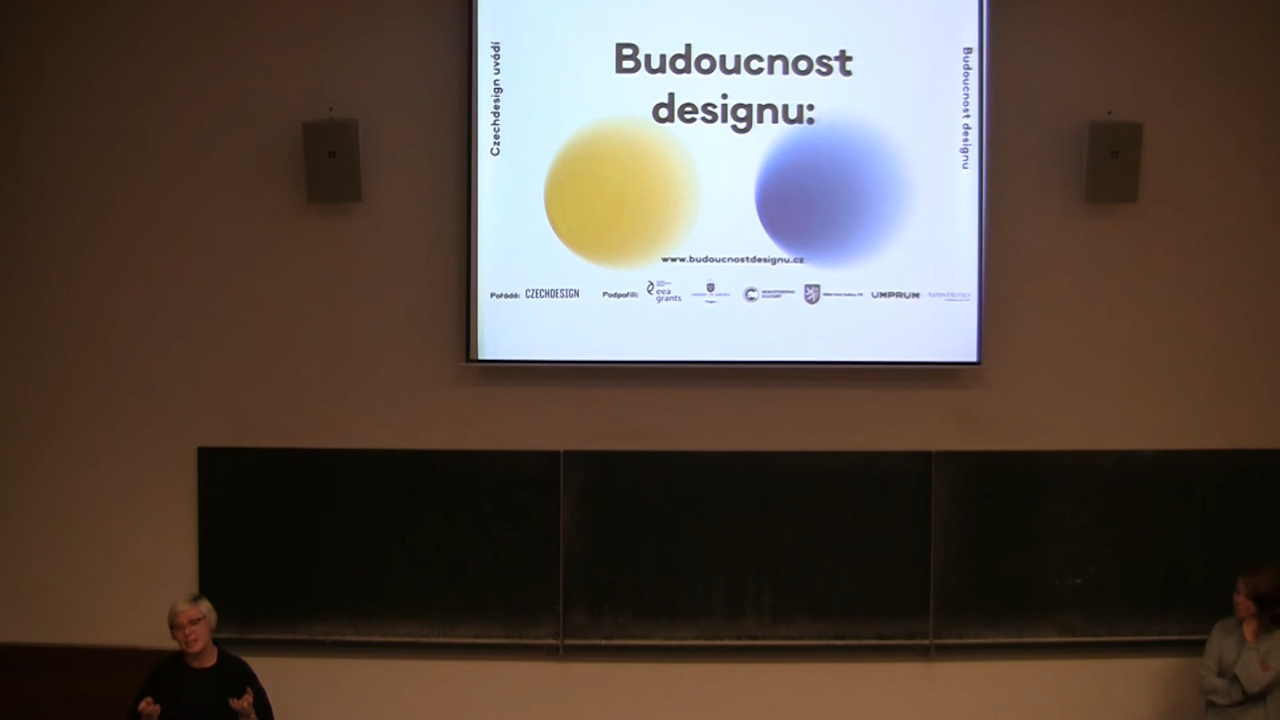 Czechdesign uvádí
Budoucnost
designu:
Budoucnost designu
www.budoucnostdesignu.cz
Pořádá: CZECHDESIGN
Podpořili:
eea
grants
UMPRUM